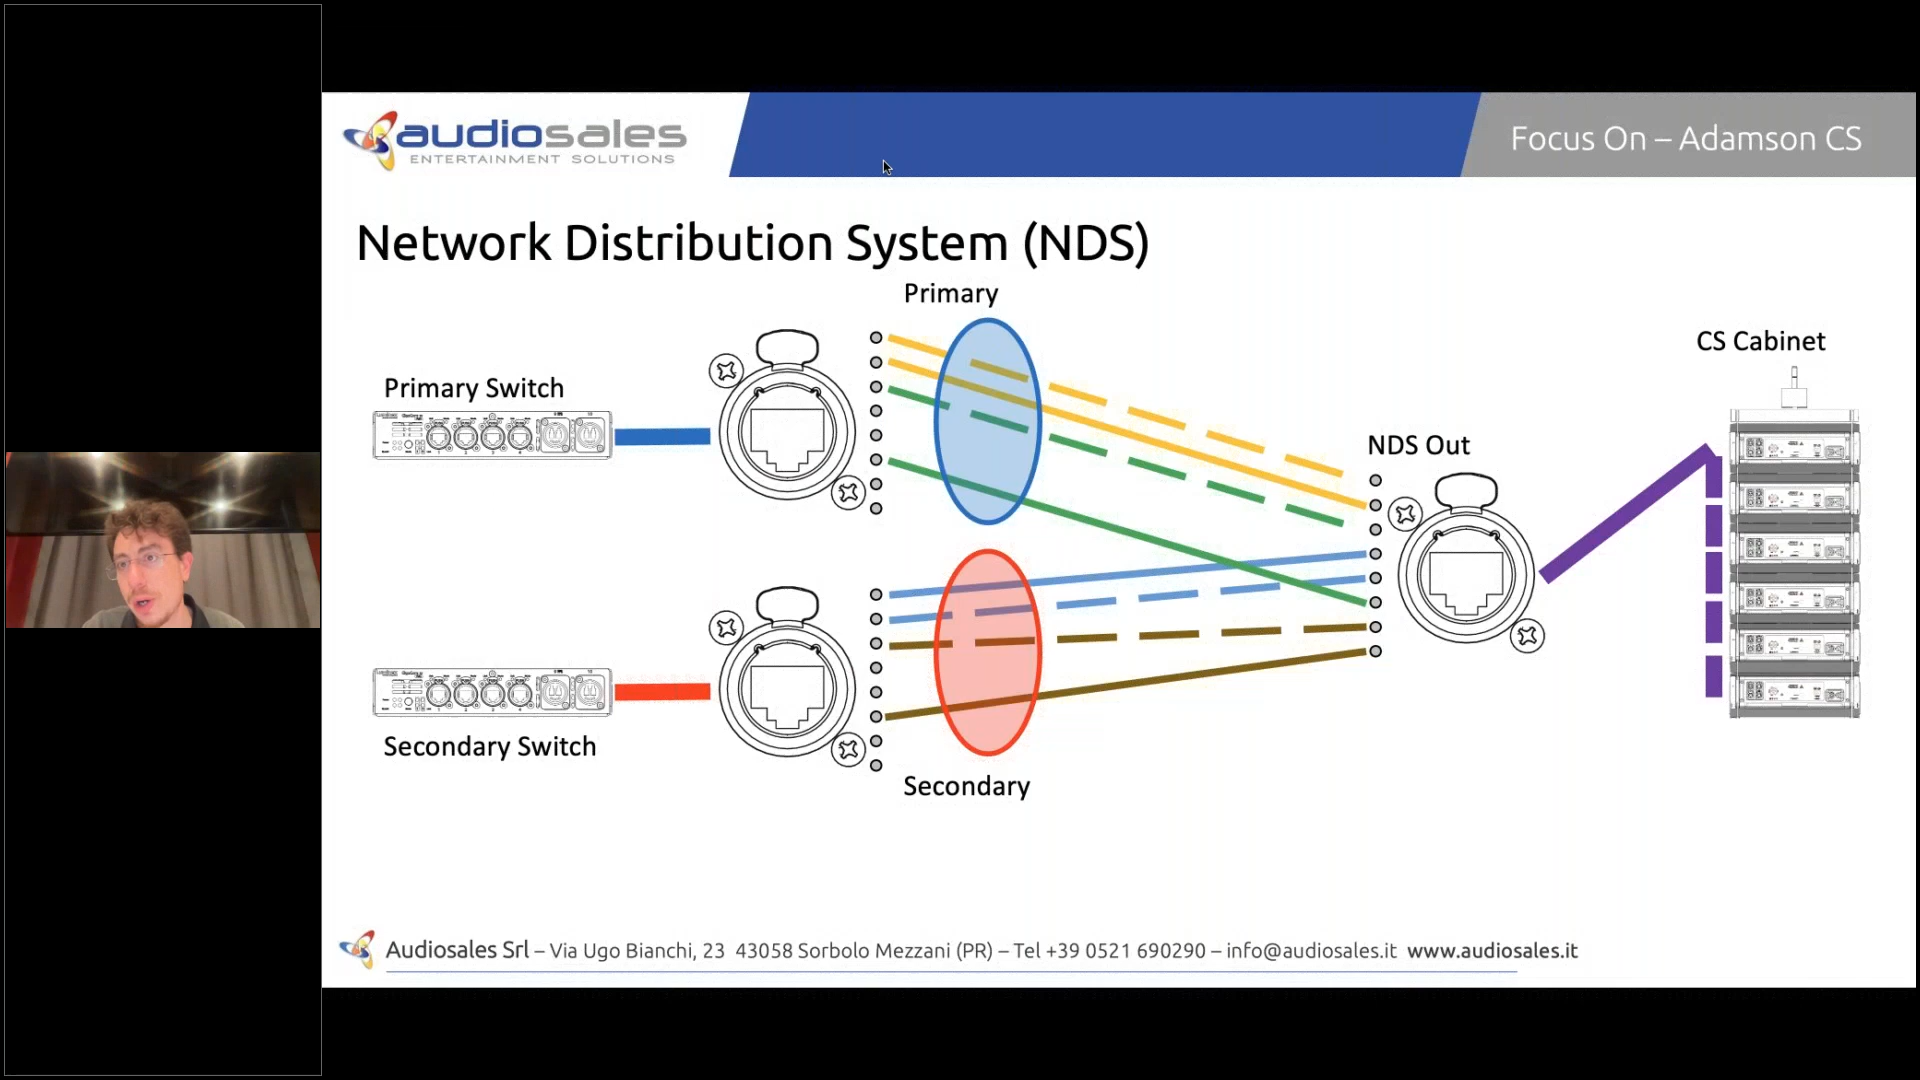 audiosales
ENTERTAINMENT SOLUTIONS
Focus On – Adamson CS
Network Distribution System (NDS)
Primary
CS Cabinet
Primary Switch
NDS Out
Secondary Switch
Secondary
Audiosales Srl – Via Ugo Bianchi, 23 43058 Sorbolo Mezzani (PR) – Tel +39 0521 690290 – info@audiosales.it www.audiosales.it